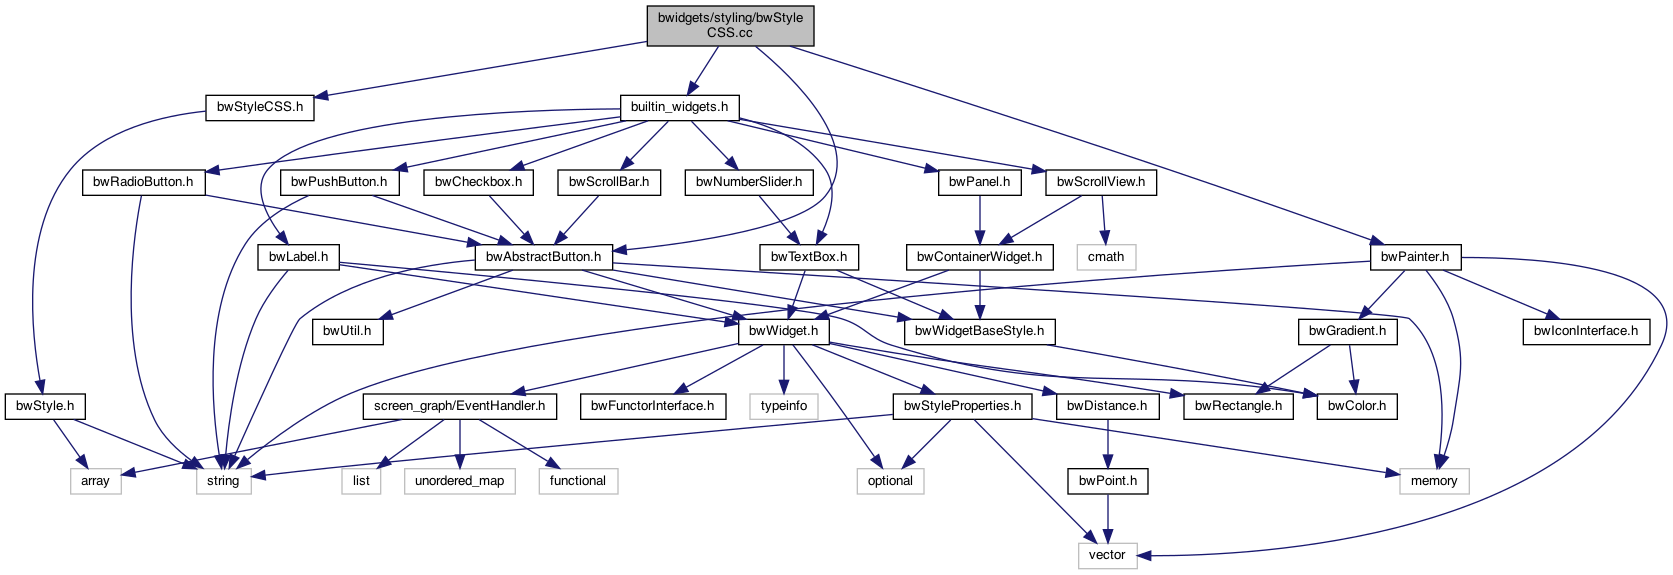 bwidgets/styling/bwStyle
CSS.cc
bwStyleCSS.h
builtin_widgets.h
bwRadioButton.h
bwPushButton.h
bwCheckbox.h
bwScrollBar.h
bwNumberSlider.h
bwPanel.h
bwScrollView.h
bwLabel.h
bwAbstractButton.h
bwTextBox.h
bwContainerWidget.h
cmath
bwPainter.h
bwUtil.h
bwWidget.h
bwWidgetBaseStyle.h
bwGradient.h
bwIconInterface.h
bwStyle.h
screen_graph/EventHandler.h
bwFunctorInterface.h
typeinfo
bwStyleProperties.h
bwDistance.h
bwRectangle.h
bwColor.h
array
string
list
unordered_map
functional
optional
bwPoint.h
memory
vector